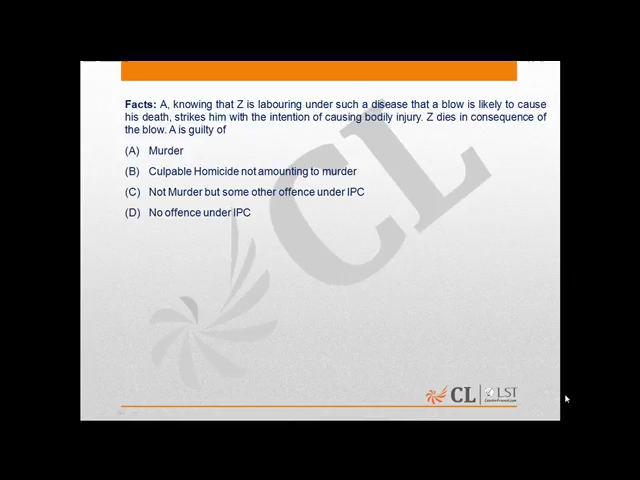 Facts: A, knowing that Z is labouring under such a disease that a blow is likely to cause
his death, strikes him with the intention of causing bodily injury. Z dies in consequence of
the blow. A is guilty of
(A) Murder
(B) Culpable Homicide not amounting to murder
(C) Not Murder but some other offence under IPC
(D) No offence under IPC
CL
CL LST